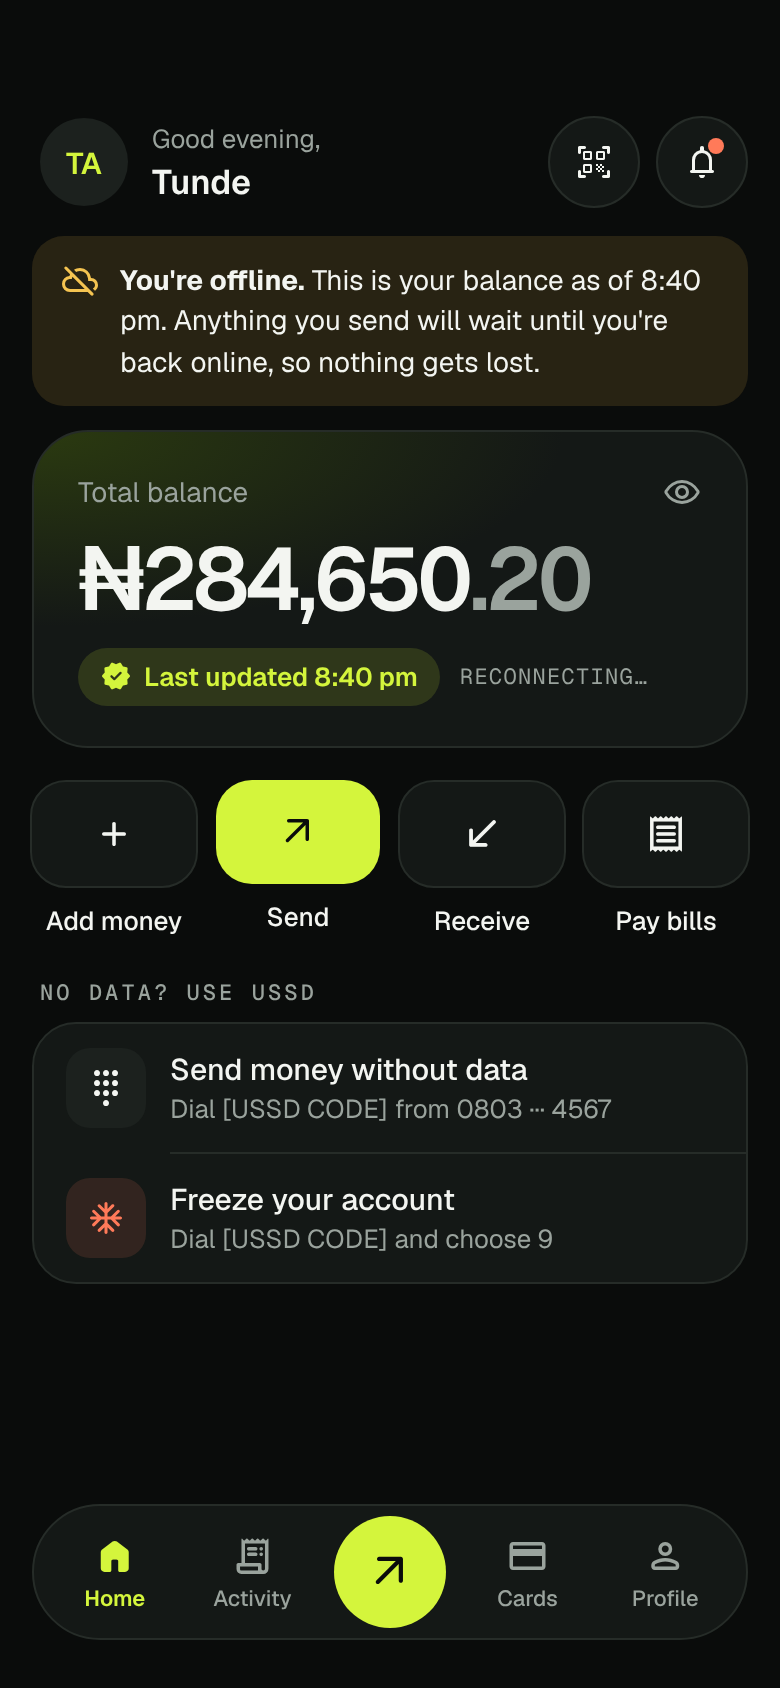 TA
Good evening,
Tunde
You're offline. This is your balance as of 8:40
pm. Anything you send will wait until you're
back online, so nothing gets lost.
Total balance
₦284,650.20
Last updated 8:40 pm
RECONNECTING…
Add money
Send
Receive
Pay bills
NO DATA? USE USSD
Send money without data
Dial [USSD CODE] from 0803 ··· 4567
Freeze your account
Dial [USSD CODE] and choose 9
Home
Activity
Cards
Profile